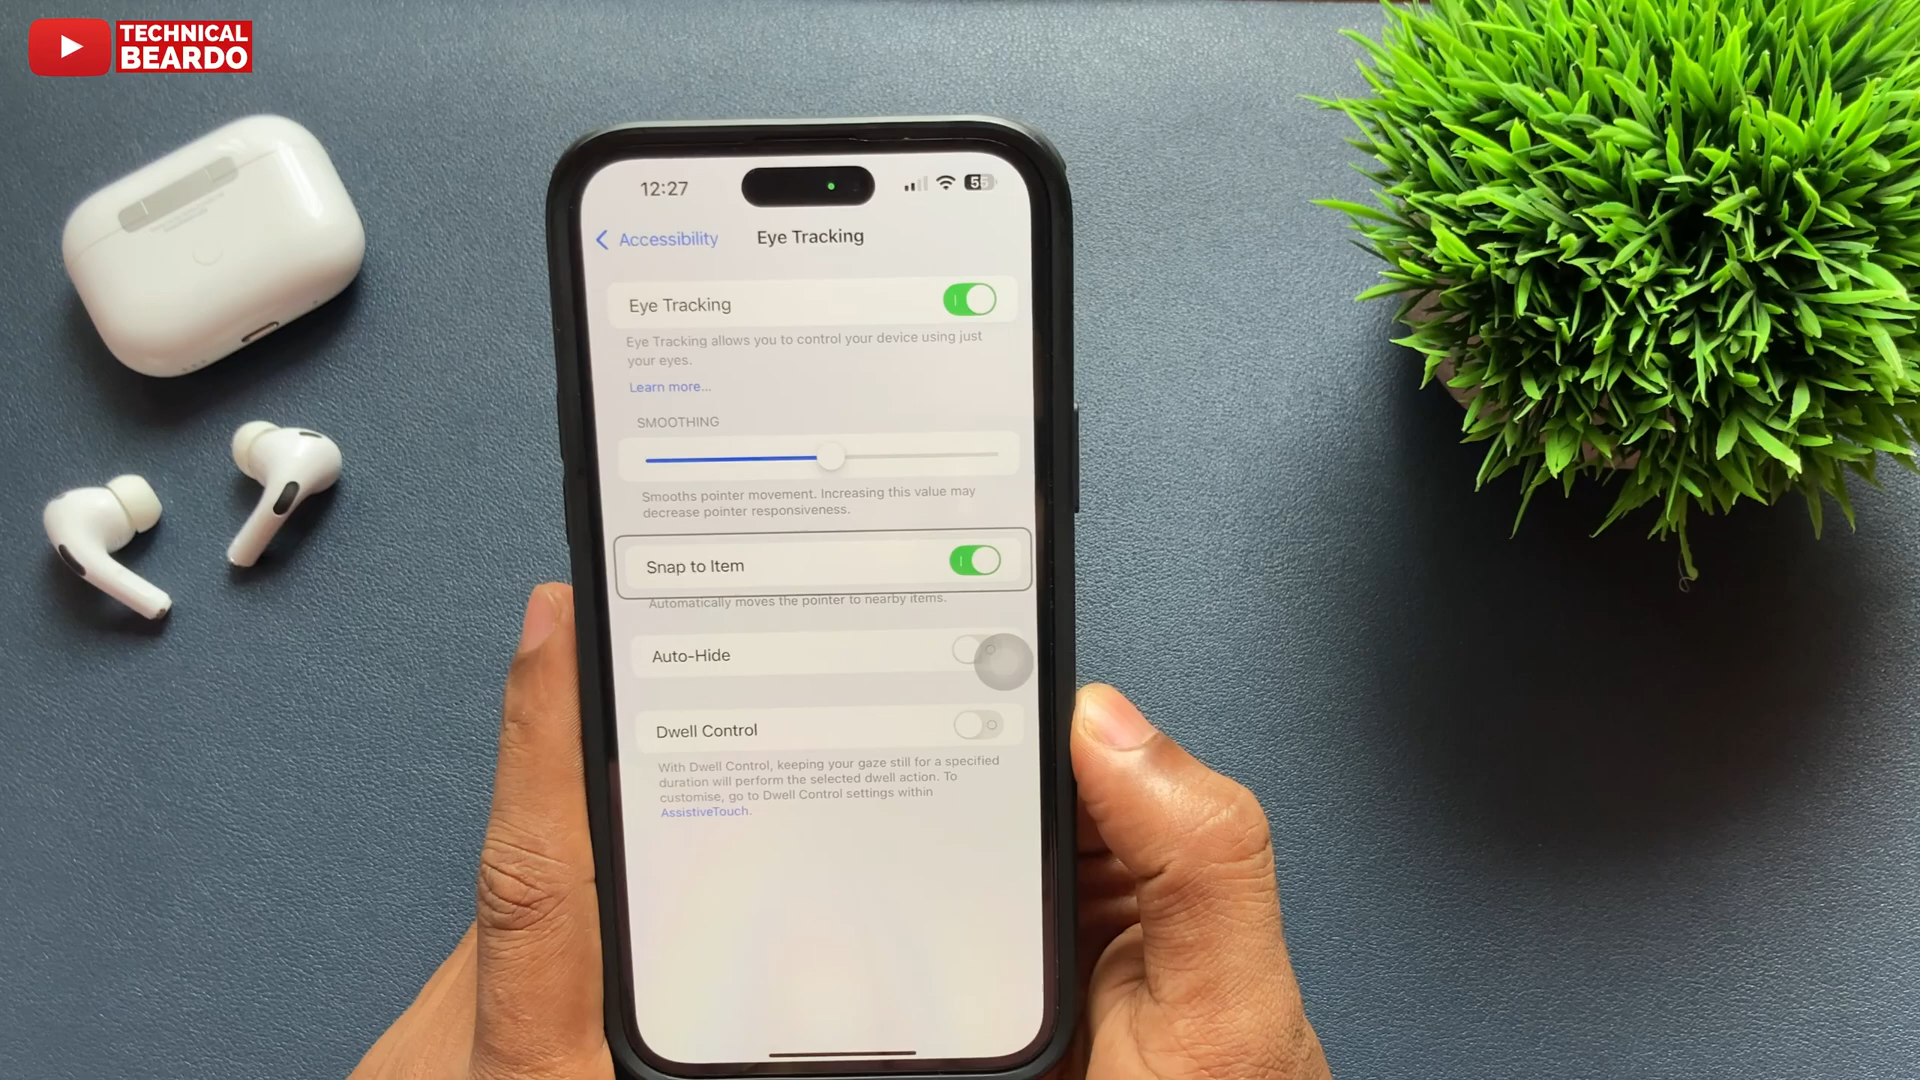 TECHNICAL
BEARDO
12:27
55
Accessibility
Eye Tracking
Eye Tracking
Eye Tracking allows you to control your device using just
your eyes.
Learn more...
SMOOTHING
Smooths pointer movement. Increasing this value may
decrease pointer responsiveness.
Snap to Item
Automatically moves the pointer to nearby items.
Auto-Hide
Dwell Control
With Dwell Control, keeping your gaze still for a specified
duration will perform the selected dwell action. To
customise, go to Dwell Control settings within
AssistiveTouch.